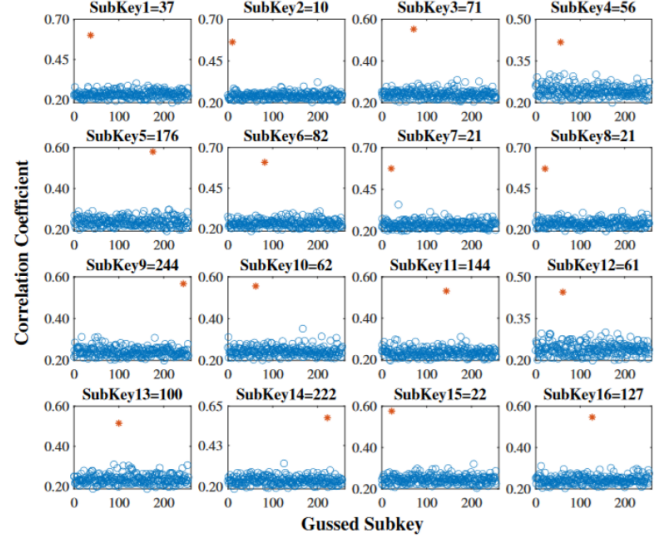 SubKey1=37 SubKey2=10 SubKey3=71 SubKey4=56
0.70 0.70 0.70 0.50
0.45 0.45 0.45 0.35
0.20 0.20 0.20 0.20
0 100 200 0 100 200 0 100 200 0 100 200
SubKey5=176 SubKey6=82 SubKey7=21 SubKey8=21
0.60 0.70 0.70 0.70
0.40 0.45 0.45 0.45
0.20 0.20 0.20 0.20
0 100 200 0 100 200 0 100 200 0 100 200
SubKey9=244 SubKey10=62 SubKey11=144 SubKey12=61
0.60 0.60 0.60 0.50
0.40 0.40 0.40 0.35
0.20 0.20 0.20 0.20
0 100 200 0 100 200 0 100 200 0 100 200
SubKey13=100 SubKey14=222 SubKey15=22 SubKey16=127
0.60 0.65 0.60 0.60
0.40 0.40 0.40 0.40
0.20 0.20 0.20 0.20
0 100 200 0 100 200 0 100 200 0 100 200
Correlation Coefficient
Gussed Subkey